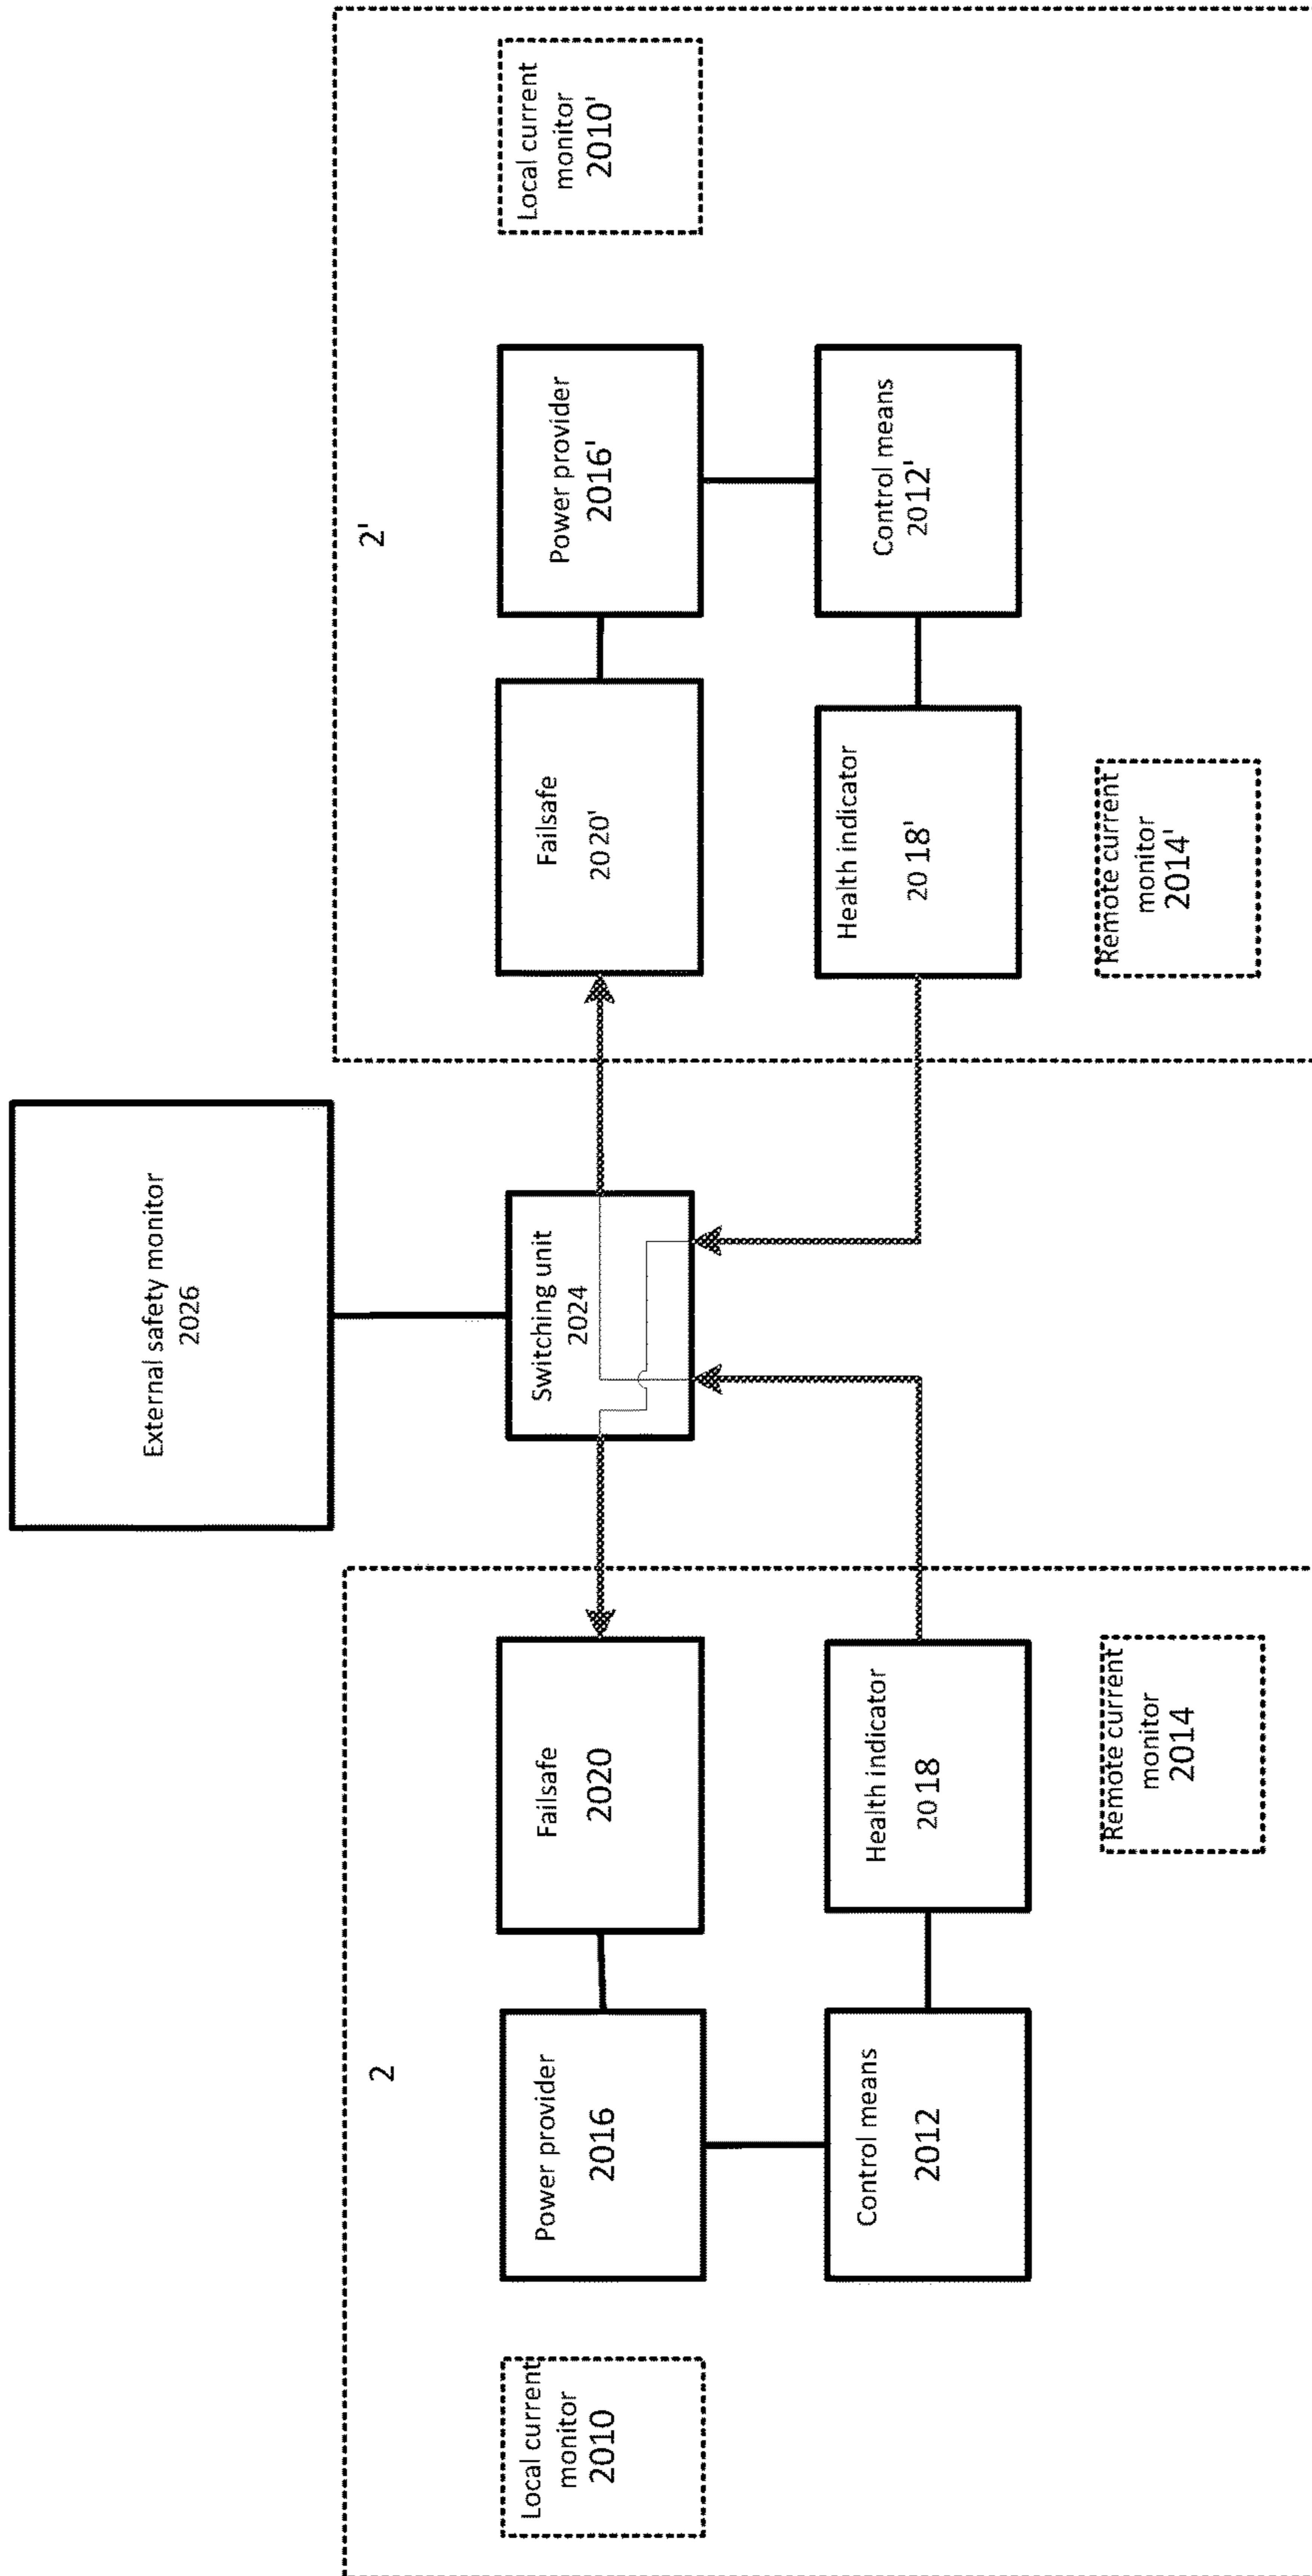 External safety monitor
2026
2
2'
Local current
monitor
2010
Power provider
2016
Failsafe
2020
Switching unit
2024
Failsafe
2020'
Power provider
2016'
Local current
monitor
2010'
Control means
2012
Health indicator
2018
Health indicator
2018'
Control means
2012'
Remote current
monitor
2014
Remote current
monitor
2014'